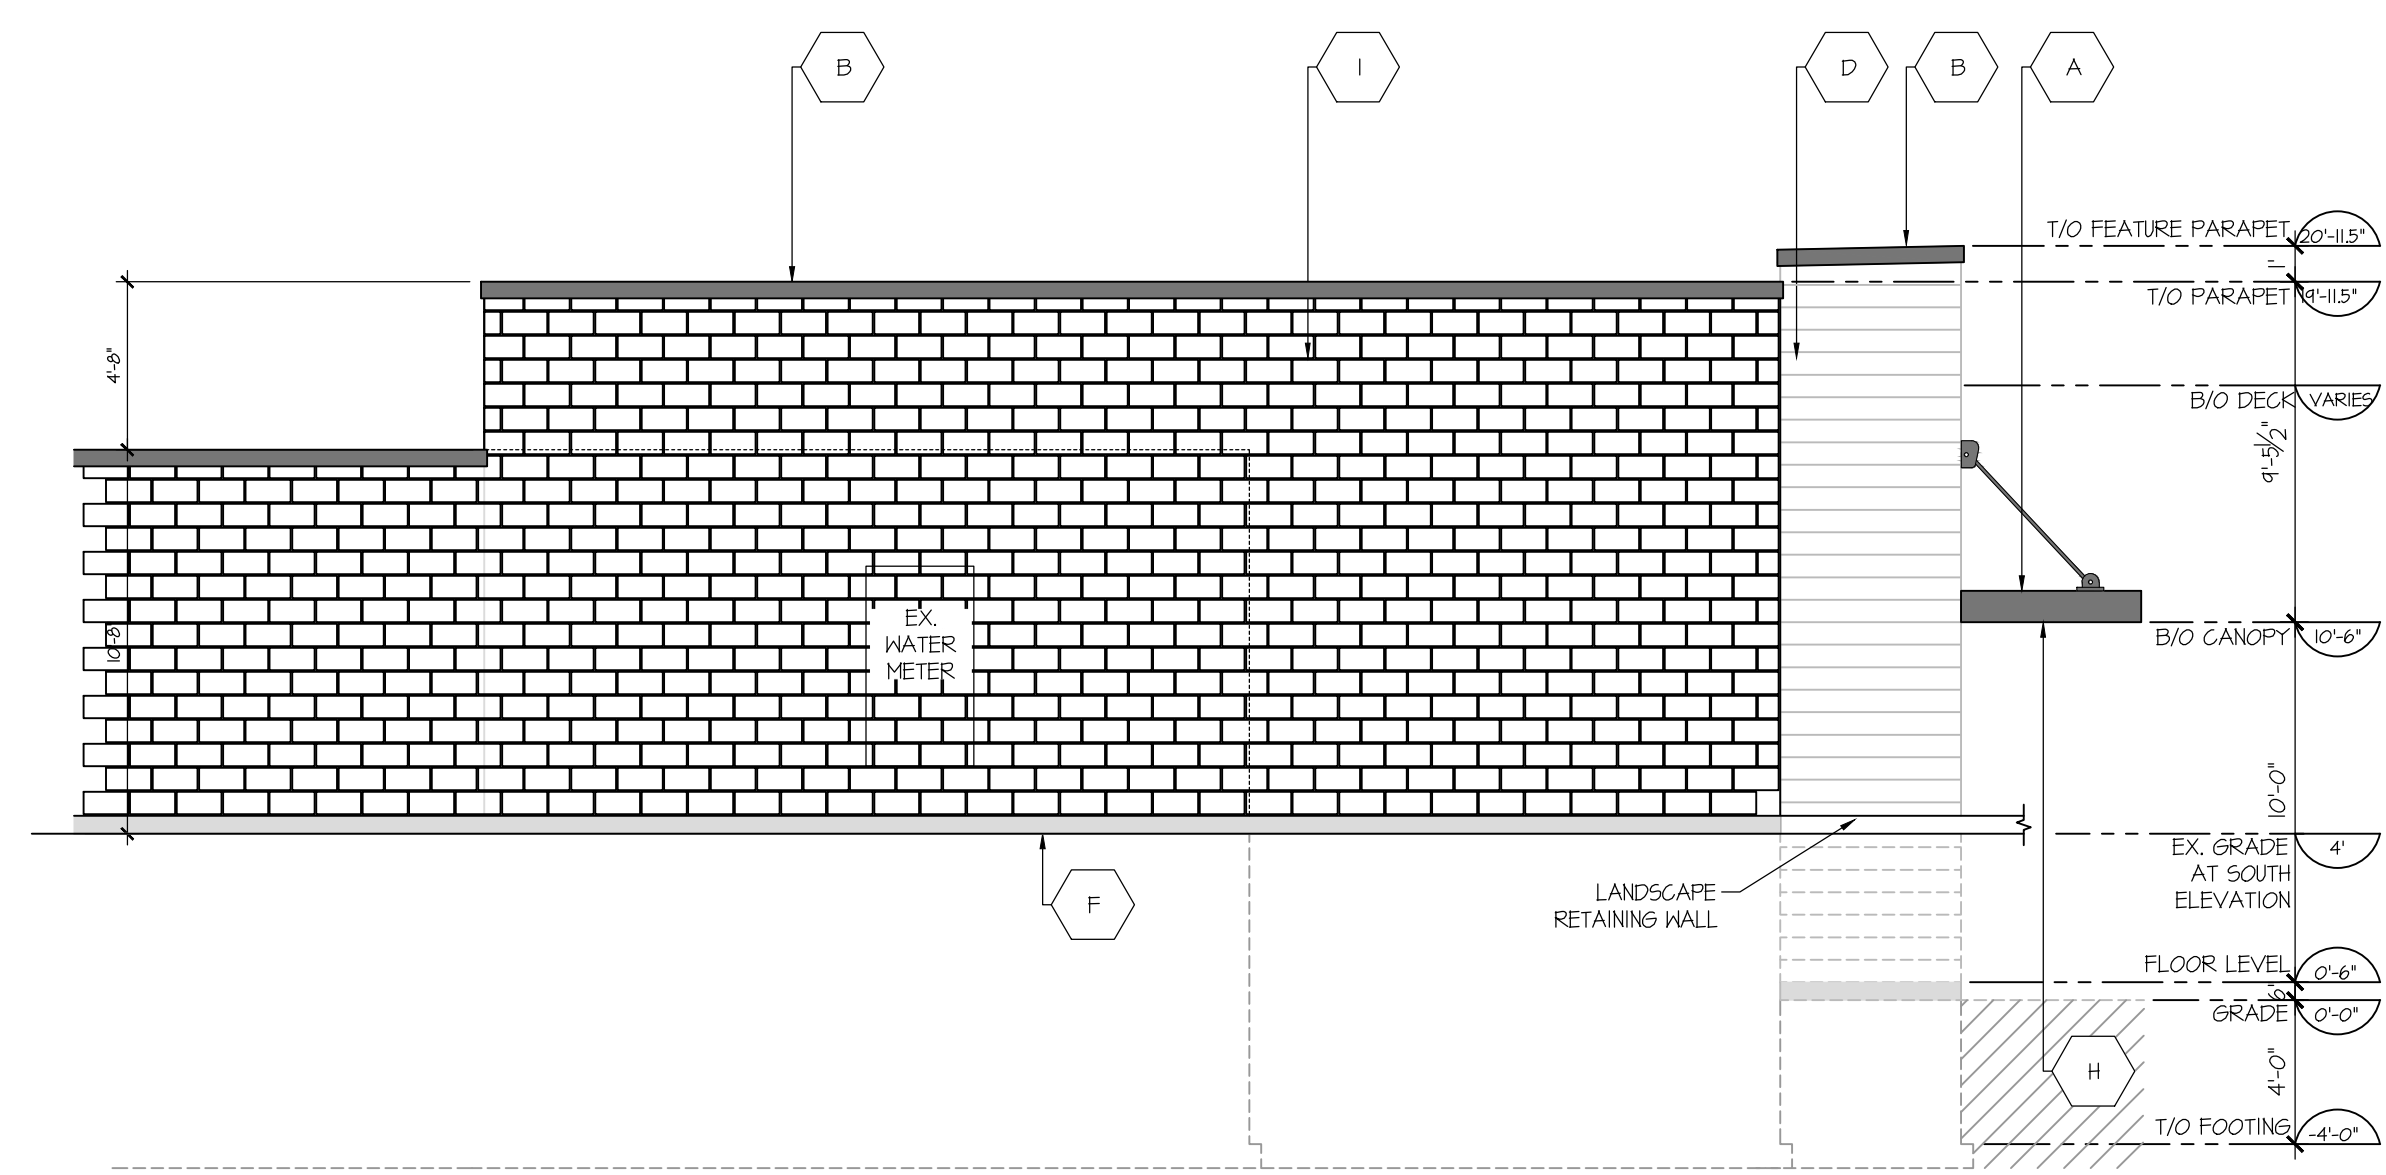 B
I
D
B
A
T/O FEATURE PARAPET
20'-11.5"
1'
T/O PARAPET
19'-11.5"
4'-8"
B/O DECK
VARIES
9'-5 1/2"
EX.
WATER
METER
10'-8
B/O CANOPY
10'-6"
10'-0"
EX. GRADE
AT SOUTH
ELEVATION
4'
F
LANDSCAPE
RETAINING WALL
FLOOR LEVEL
0'-6"
6"
GRADE
0'-0"
H
4'-0"
T/O FOOTING
-4'-0"